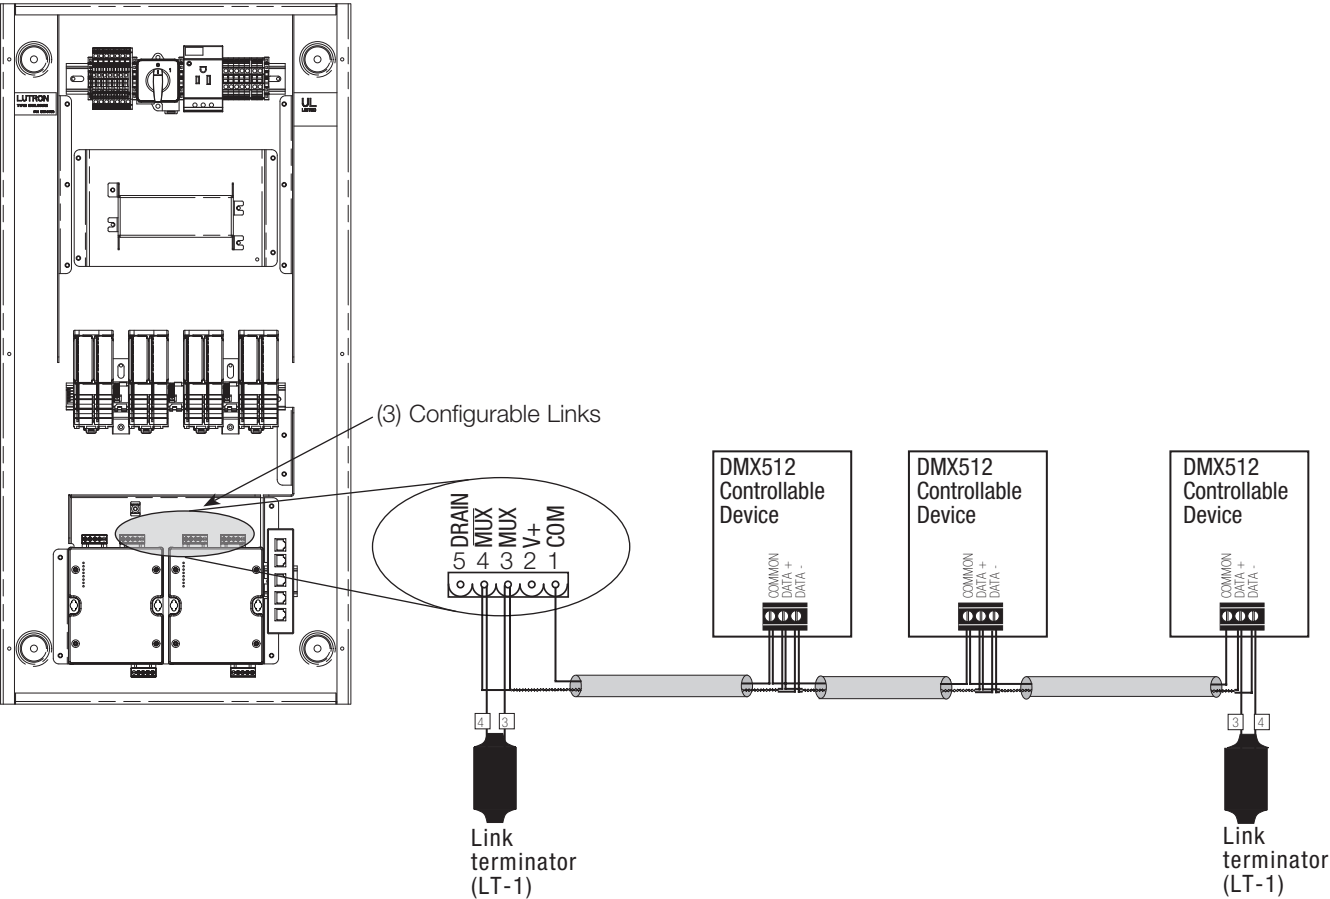 LUTRON
UL
LISTED
(3) Configurable Links
DRAIN
MUX
MUX
V+
COM
5 4 3 2 1
DMX512
Controllable
Device
COMMON
DATA +
DATA -
DMX512
Controllable
Device
COMMON
DATA +
DATA -
DMX512
Controllable
Device
COMMON
DATA +
DATA -
4 3
3 4
Link
terminator
(LT-1)
Link
terminator
(LT-1)